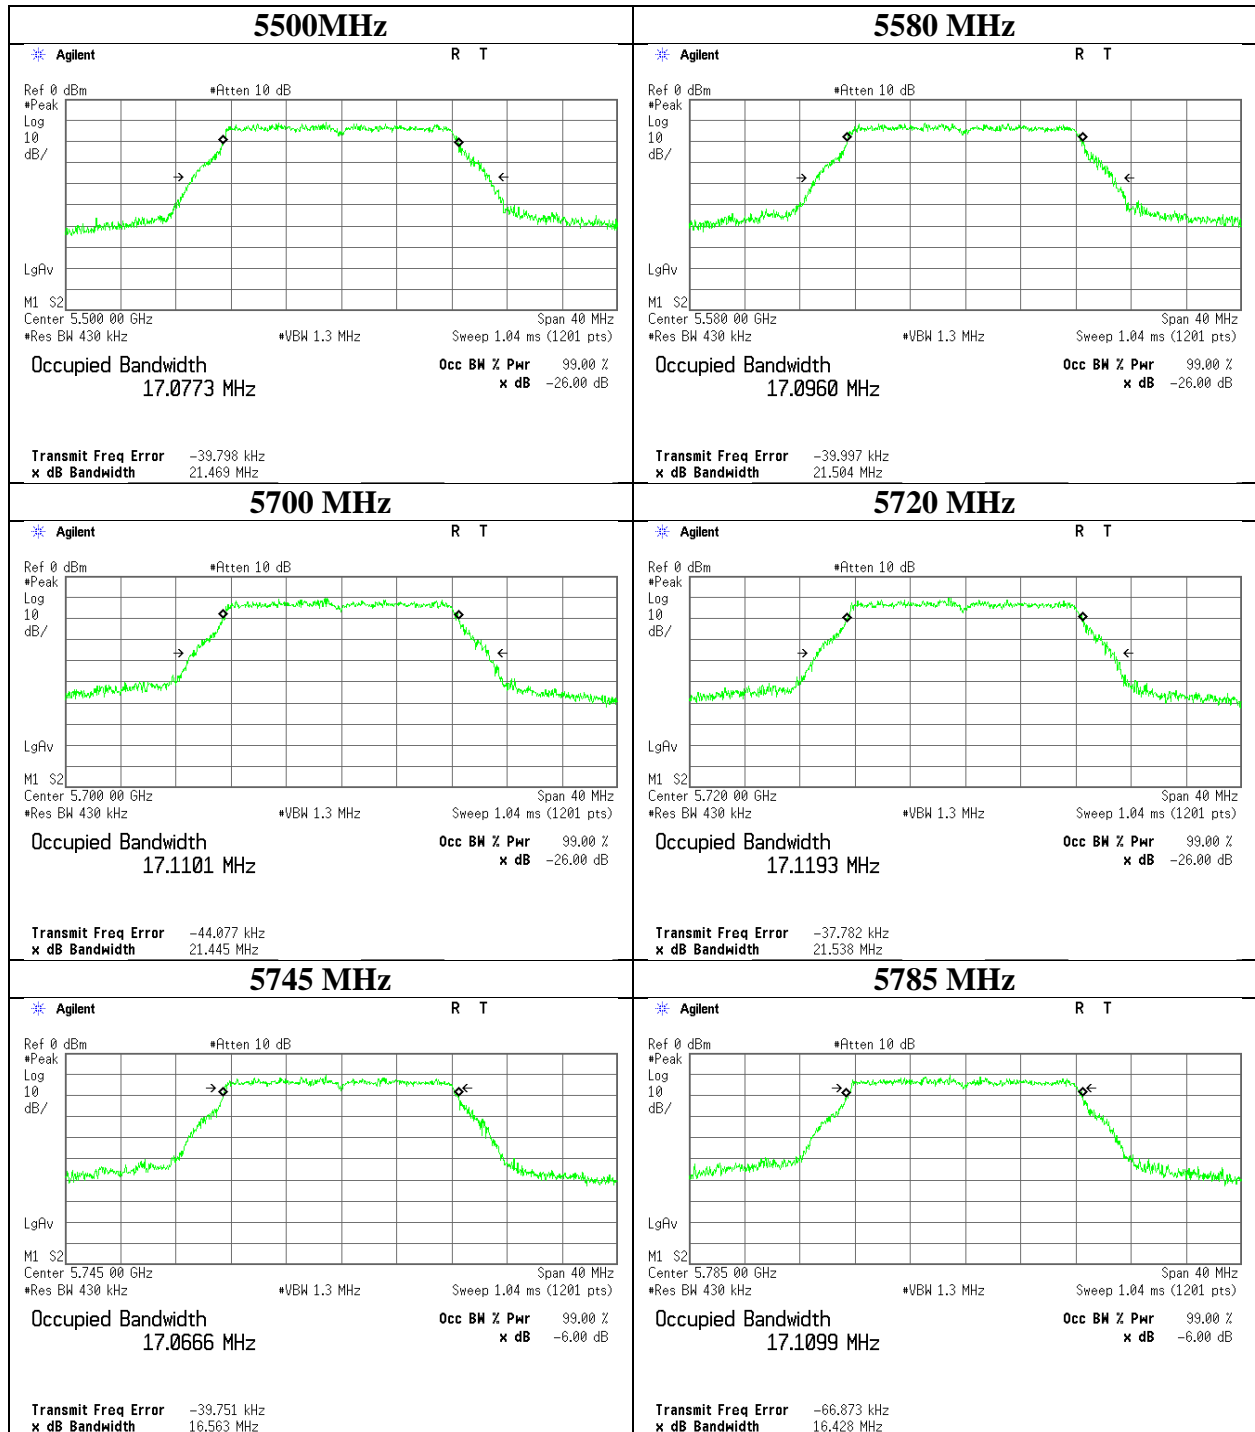 5500MHz
Agilent R T
Ref 0 dBm #Atten 10 dB
#Peak
Log
10
dB/
LgAv
M1 S2
Center 5.500 00 GHz Span 40 MHz
#Res BW 430 kHz #VBW 1.3 MHz Sweep 1.04 ms (1201 pts)
Occupied Bandwidth Occ BW % Pwr 99.00 %
17.0773 MHz x dB -26.00 dB
Transmit Freq Error -39.798 kHz
x dB Bandwidth 21.469 MHz
5580 MHz
Agilent R T
Ref 0 dBm #Atten 10 dB
#Peak
Log
10
dB/
LgAv
M1 S2
Center 5.580 00 GHz Span 40 MHz
#Res BW 430 kHz #VBW 1.3 MHz Sweep 1.04 ms (1201 pts)
Occupied Bandwidth Occ BW % Pwr 99.00 %
17.0960 MHz x dB -26.00 dB
Transmit Freq Error -39.997 kHz
x dB Bandwidth 21.504 MHz
5700 MHz
Agilent R T
Ref 0 dBm #Atten 10 dB
#Peak
Log
10
dB/
LgAv
M1 S2
Center 5.700 00 GHz Span 40 MHz
#Res BW 430 kHz #VBW 1.3 MHz Sweep 1.04 ms (1201 pts)
Occupied Bandwidth Occ BW % Pwr 99.00 %
17.1101 MHz x dB -26.00 dB
Transmit Freq Error -44.077 kHz
x dB Bandwidth 21.445 MHz
5720 MHz
Agilent R T
Ref 0 dBm #Atten 10 dB
#Peak
Log
10
dB/
LgAv
M1 S2
Center 5.720 00 GHz Span 40 MHz
#Res BW 430 kHz #VBW 1.3 MHz Sweep 1.04 ms (1201 pts)
Occupied Bandwidth Occ BW % Pwr 99.00 %
17.1193 MHz x dB -26.00 dB
Transmit Freq Error -37.782 kHz
x dB Bandwidth 21.538 MHz
5745 MHz
Agilent R T
Ref 0 dBm #Atten 10 dB
#Peak
Log
10
dB/
LgAv
M1 S2
Center 5.745 00 GHz Span 40 MHz
#Res BW 430 kHz #VBW 1.3 MHz Sweep 1.04 ms (1201 pts)
Occupied Bandwidth Occ BW % Pwr 99.00 %
17.0666 MHz x dB -6.00 dB
Transmit Freq Error -39.751 kHz
x dB Bandwidth 16.563 MHz
5785 MHz
Agilent R T
Ref 0 dBm #Atten 10 dB
#Peak
Log
10
dB/
LgAv
M1 S2
Center 5.785 00 GHz Span 40 MHz
#Res BW 430 kHz #VBW 1.3 MHz Sweep 1.04 ms (1201 pts)
Occupied Bandwidth Occ BW % Pwr 99.00 %
17.1099 MHz x dB -6.00 dB
Transmit Freq Error -66.873 kHz
x dB Bandwidth 16.428 MHz